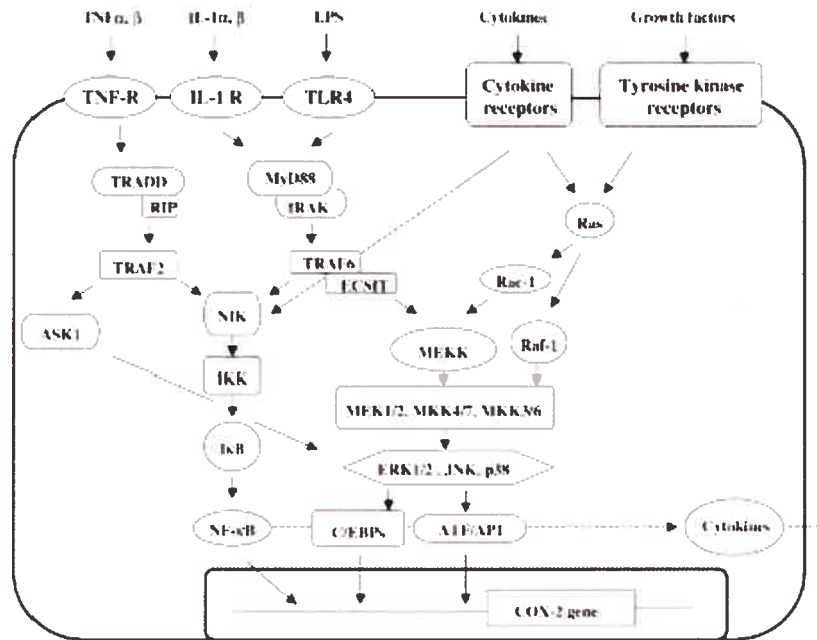 TNFα, β IL-1α, β LPS Cytokines Growth factors
TNF-R IL-1 R TLR4 Cytokine receptors Tyrosine kinase receptors
TRADD
RIP
MyD88
IRAK
Ras
TRAF2
TRAF6
ECSIT
Rac-1
NIK
ASK1
MEKK
Raf-1
IKK
MEK1/2, MKK4/7, MKK3/6
IκB
ERK1/2, JNK, p38
NF-κB C/EBPS ATF/AP1 Cytokines
COX-2 gene